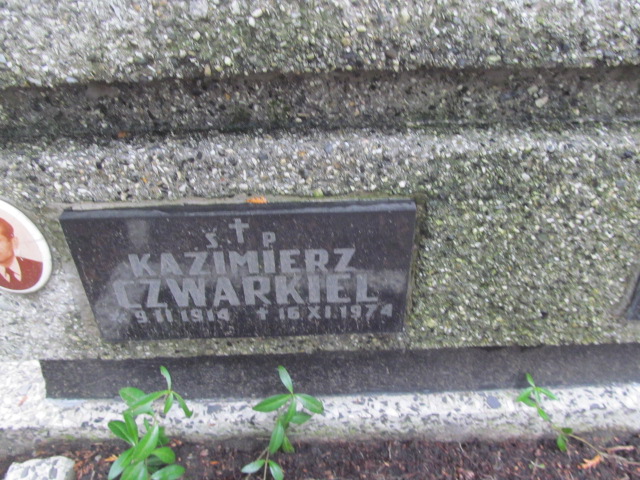 Ś † P
KAZIMIERZ
CZWARKIEL
* 9.II.1914 † 16.XI.1974